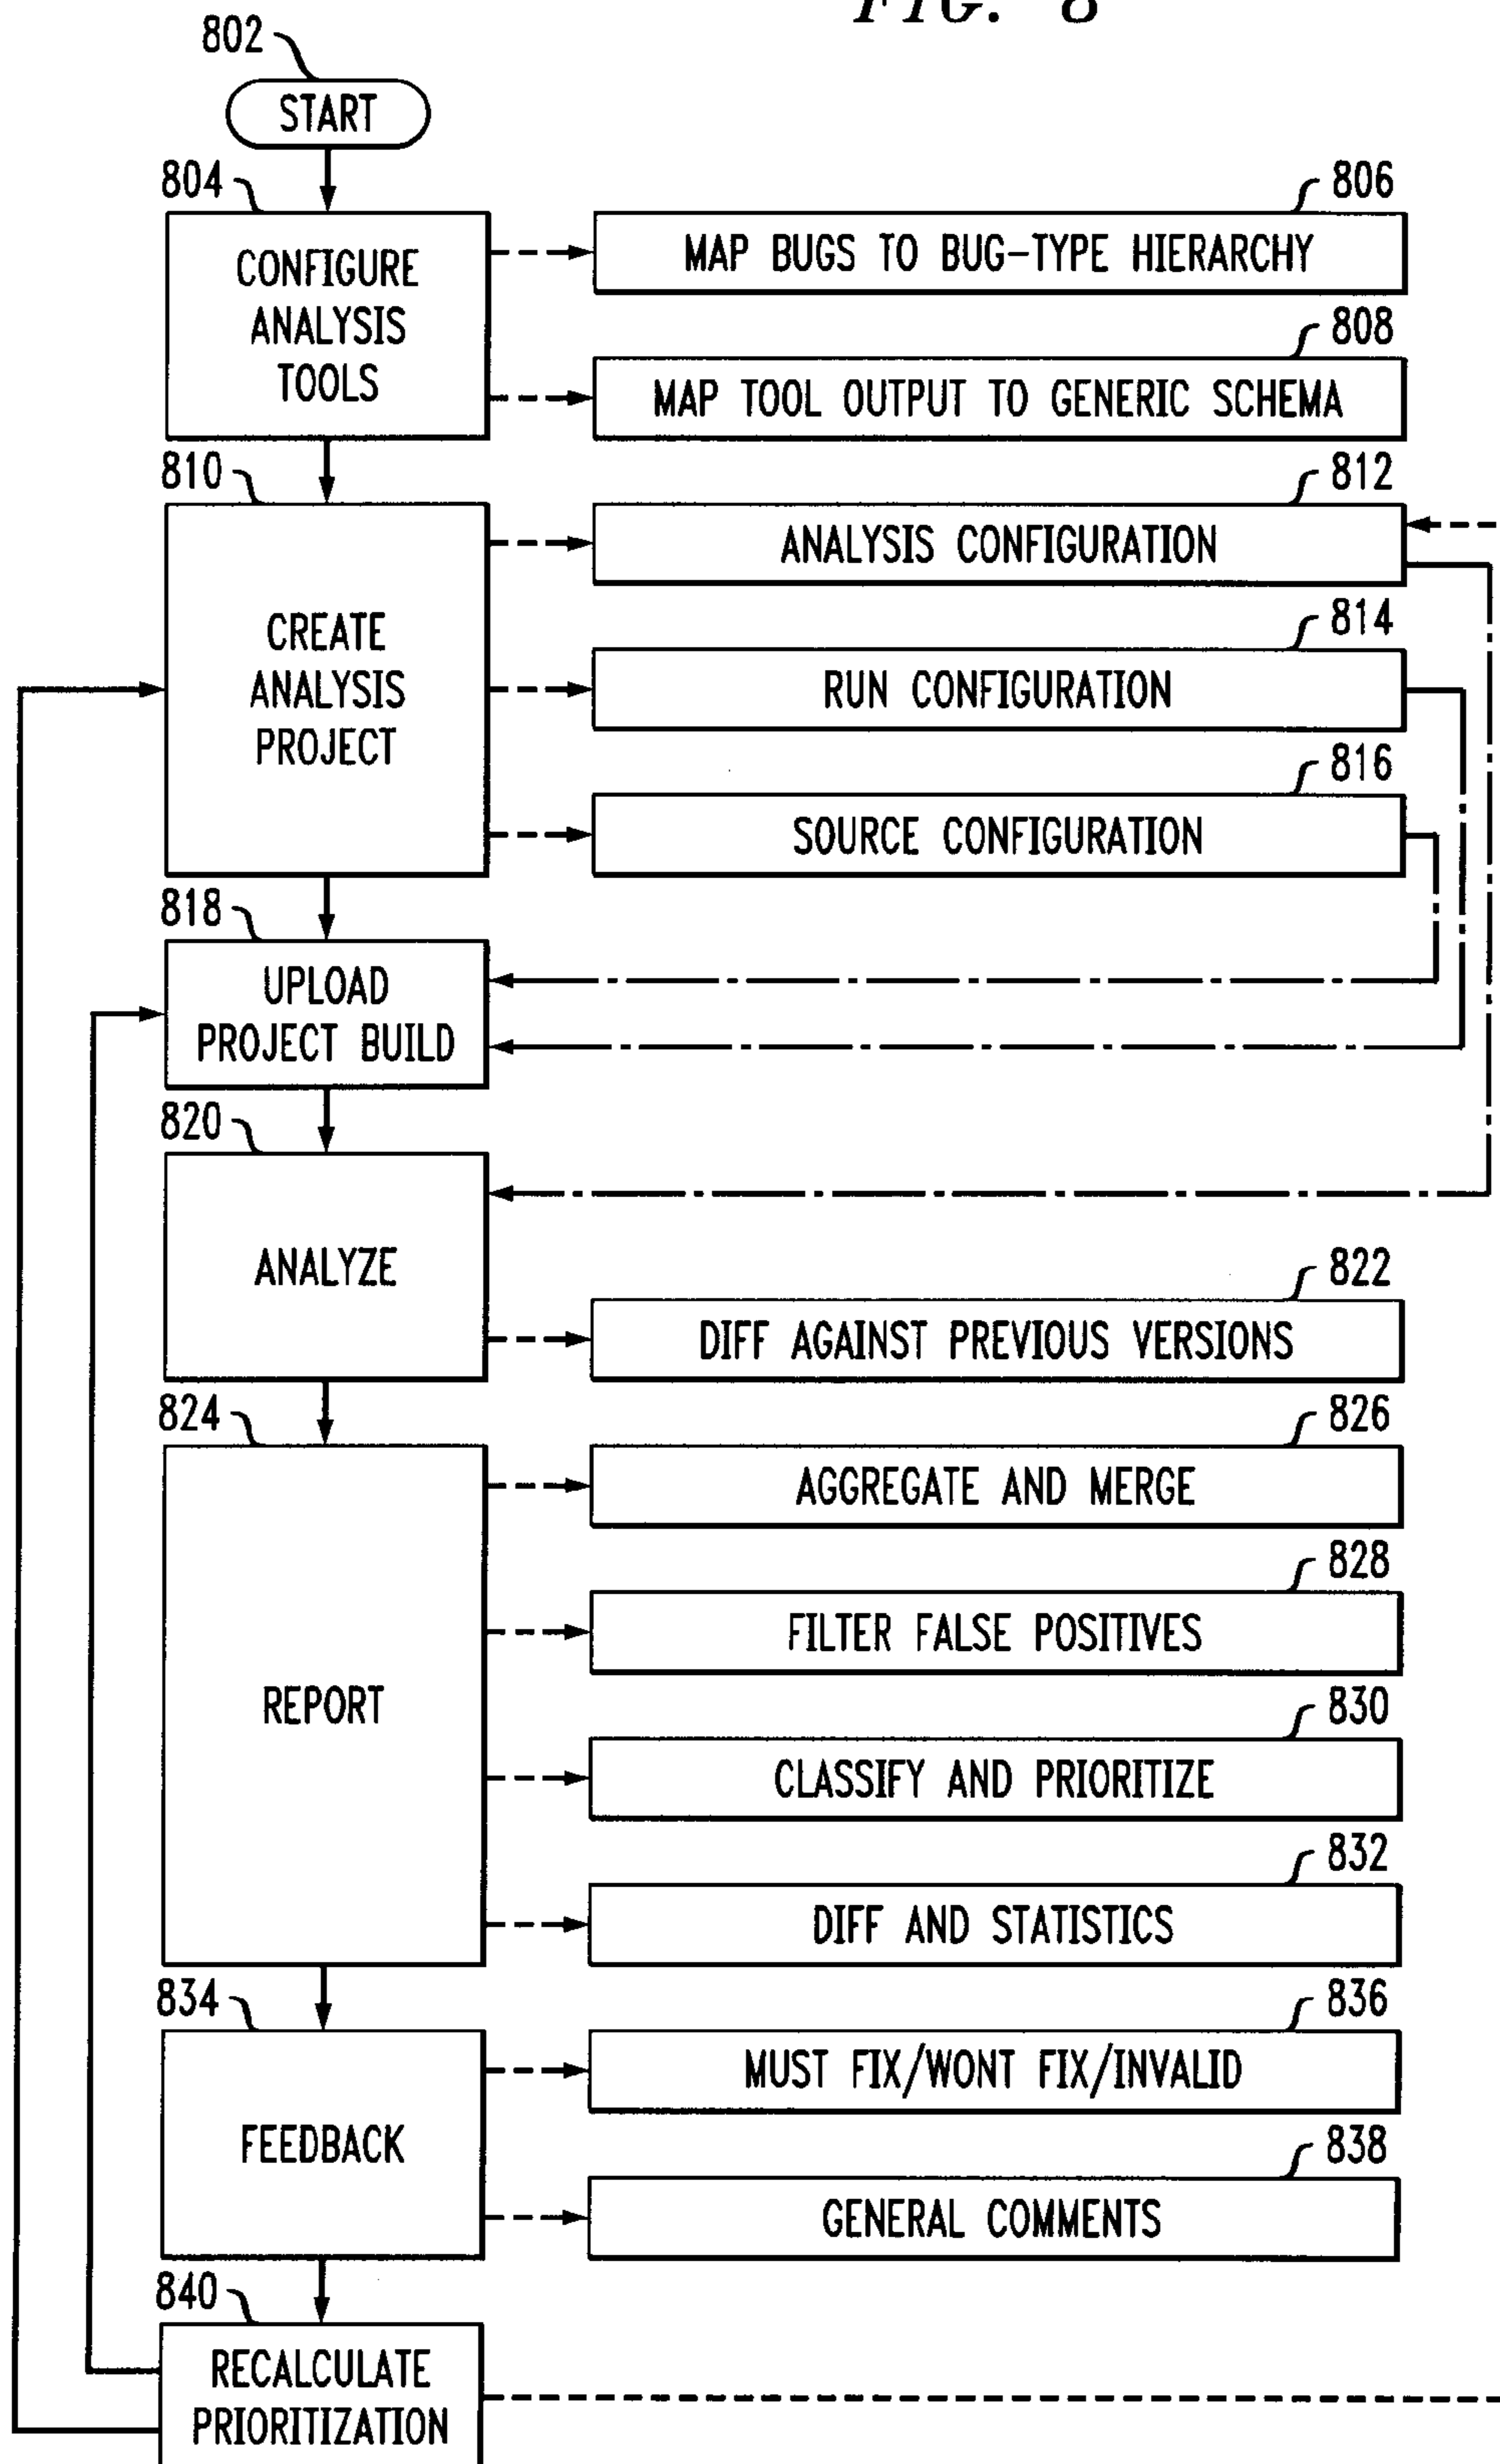 FIG. 8
802
START
804
CONFIGURE
ANALYSIS
TOOLS
806
MAP BUGS TO BUG-TYPE HIERARCHY
808
MAP TOOL OUTPUT TO GENERIC SCHEMA
810
CREATE
ANALYSIS
PROJECT
812
ANALYSIS CONFIGURATION
814
RUN CONFIGURATION
816
SOURCE CONFIGURATION
818
UPLOAD
PROJECT BUILD
820
ANALYZE
822
DIFF AGAINST PREVIOUS VERSIONS
824
REPORT
826
AGGREGATE AND MERGE
828
FILTER FALSE POSITIVES
830
CLASSIFY AND PRIORITIZE
832
DIFF AND STATISTICS
834
FEEDBACK
836
MUST FIX/WONT FIX/INVALID
838
GENERAL COMMENTS
840
RECALCULATE
PRIORITIZATION